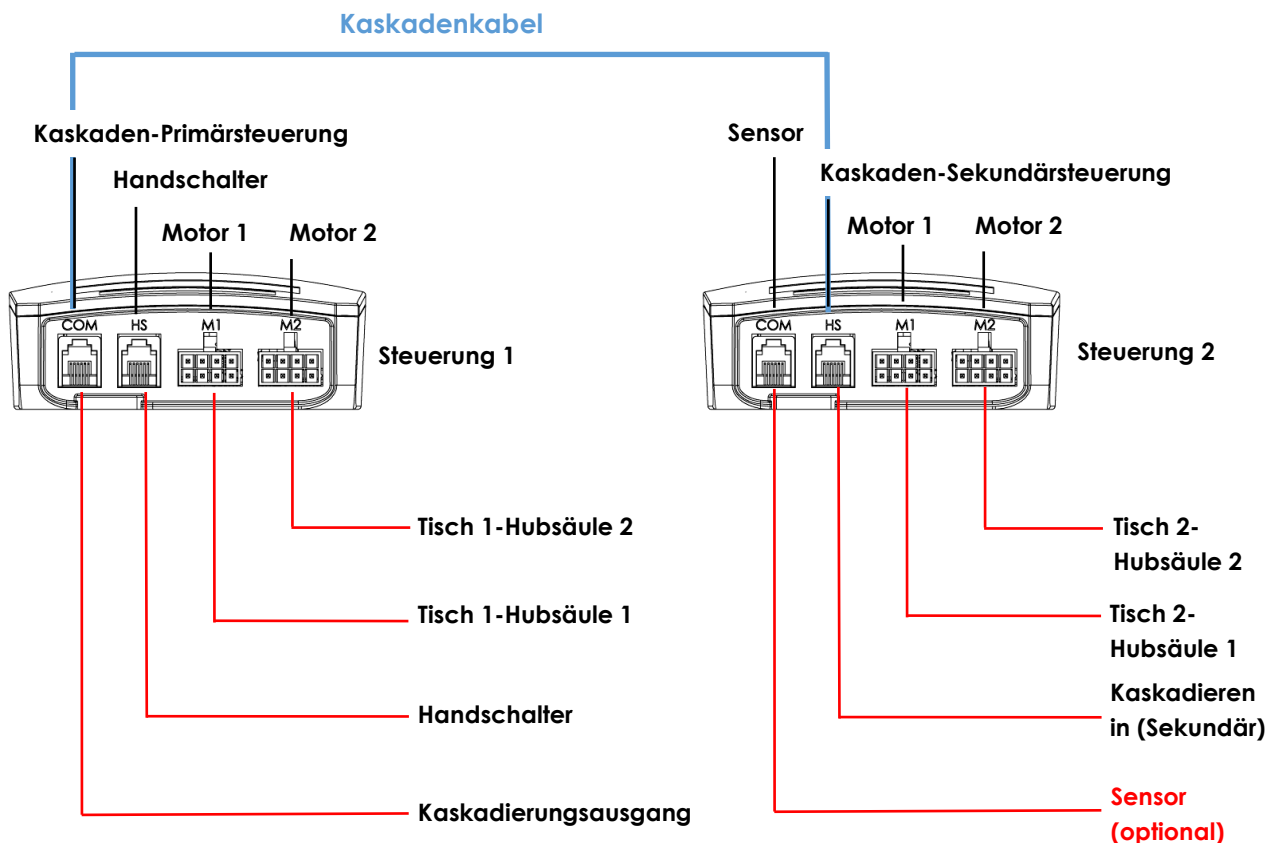 Kaskadenkabel
Kaskaden-Primärsteuerung
Handschalter
Motor 1
Motor 2
COM
HS
M1
M2
Steuerung 1
Tisch 1-Hubsäule 2
Tisch 1-Hubsäule 1
Handschalter
Kaskadierungsausgang
Sensor
Kaskaden-Sekundärsteuerung
Motor 1
Motor 2
COM
HS
M1
M2
Steuerung 2
Tisch 2-
Hubsäule 2
Tisch 2-
Hubsäule 1
Kaskadieren
in (Sekundär)
Sensor
(optional)